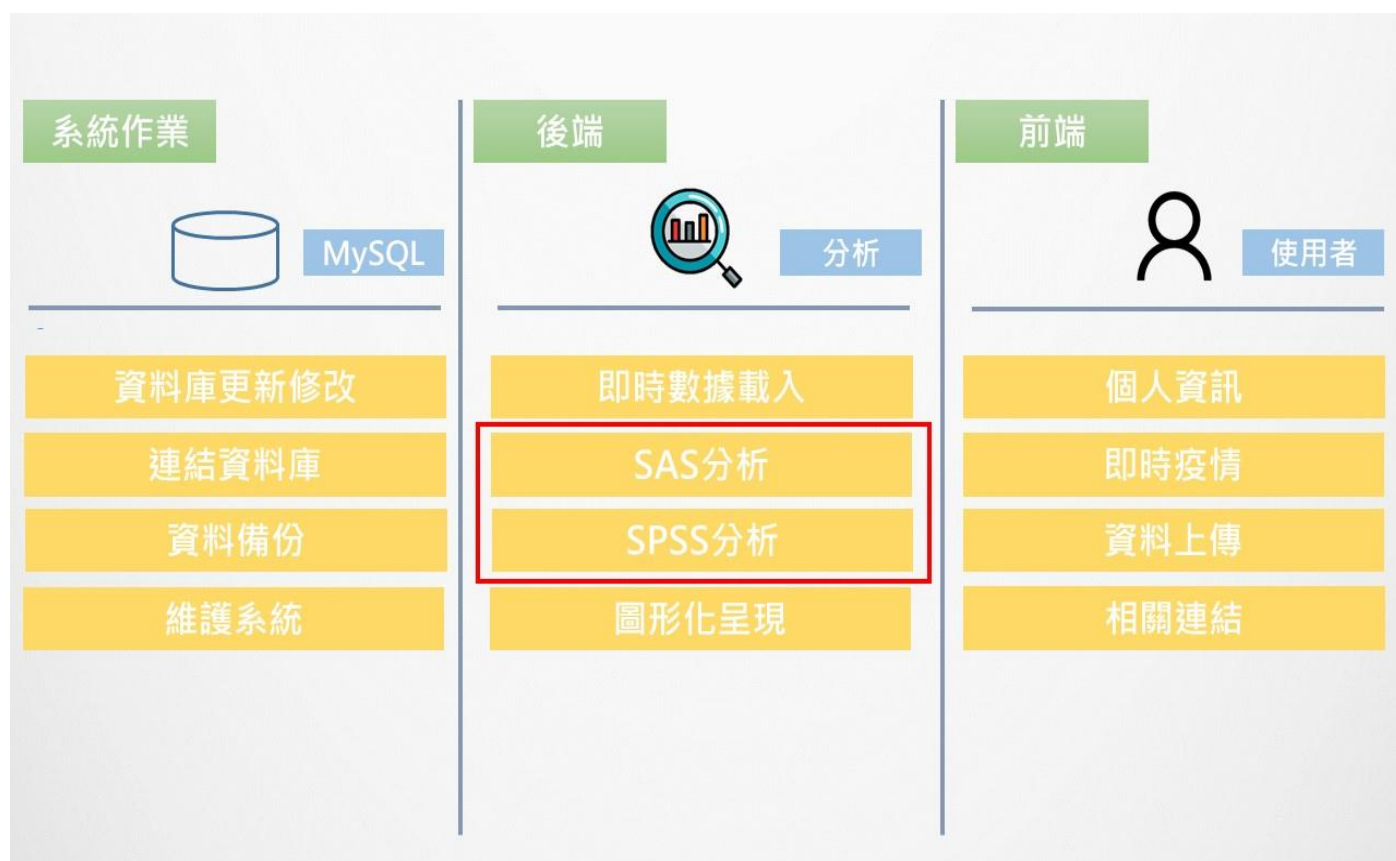 系統作業
MySQL
資料庫更新修改
連結資料庫
資料備份
維護系統
後端
分析
即時數據載入
SAS分析
SPSS分析
圖形化呈現
前端
使用者
個人資訊
即時疫情
資料上傳
相關連結